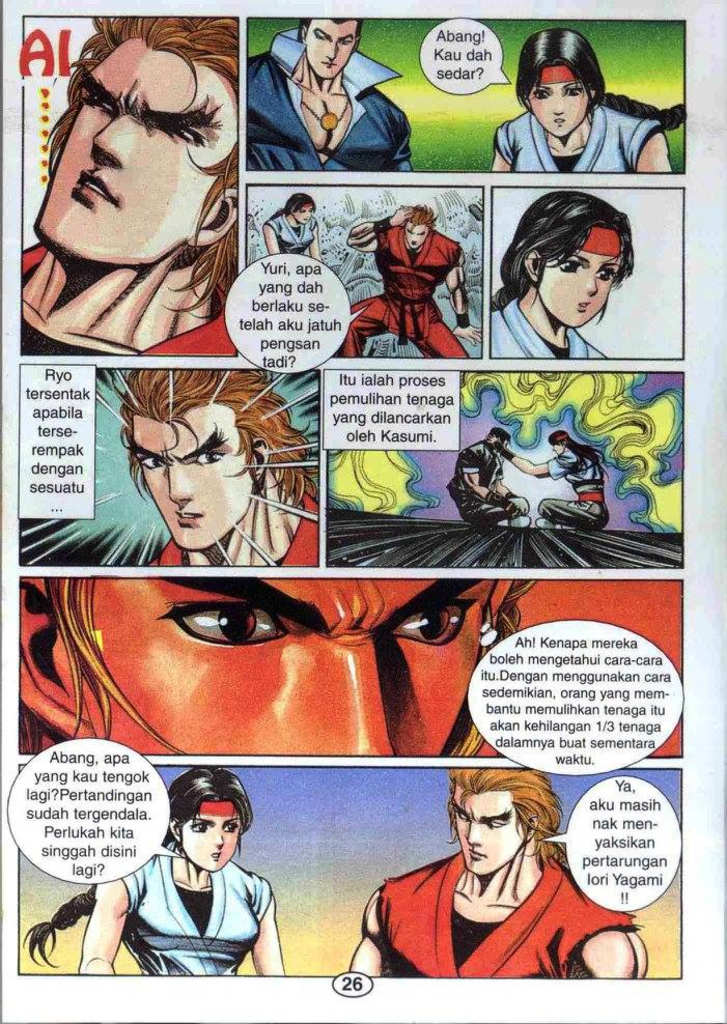 AI
........
Abang!
Kau dah
sedar?
Yuri, apa
yang dah
berlaku se-
telah aku jatuh
pengsan
tadi?
Ryo
tersentak
apabila
terse-
rempak
dengan
sesuatu
...
Itu ialah proses
pemulihan tenaga
yang dilancarkan
oleh Kasumi.
Ah! Kenapa mereka
boleh mengetahui cara-cara
itu.Dengan menggunakan cara
sedemikian, orang yang mem-
bantu memulihkan tenaga itu
akan kehilangan 1/3 tenaga
dalamnya buat sementara
waktu.
Abang, apa
yang kau tengok
lagi?Pertandingan
sudah tergendala.
Perlukah kita
singgah disini
lagi?
Ya,
aku masih
nak men-
yaksikan
pertarungan
Iori Yagami
!!
26